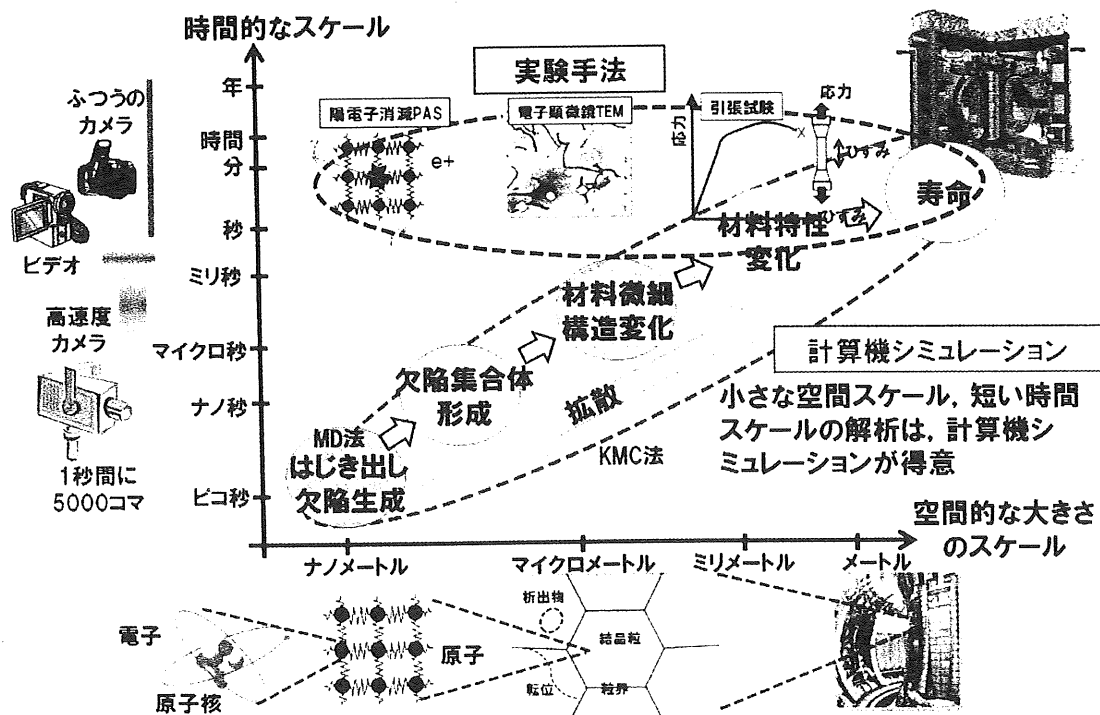 時間的なスケール
実験手法
年
時間
分
秒
ミリ秒
マイクロ秒
ナノ秒
ピコ秒
ふつうの
カメラ
ビデオ
高速度
カメラ
1秒間に
5000コマ
陽電子消滅PAS
e+
電子顕微鏡TEM
引張試験
応力
応力
ひずみ
ひずみ
寿命
材料特性
変化
材料微細
構造変化
欠陥集合体
形成
拡散
MD法
はじき出し
欠陥生成
KMC法
計算機シミュレーション
小さな空間スケール, 短い時間
スケールの解析は, 計算機シ
ミュレーションが得意
空間的な大きさ
のスケール
ナノメートル
マイクロメートル
ミリメートル
メートル
電子
原子核
原子
析出物
結晶粒
転位
粒界